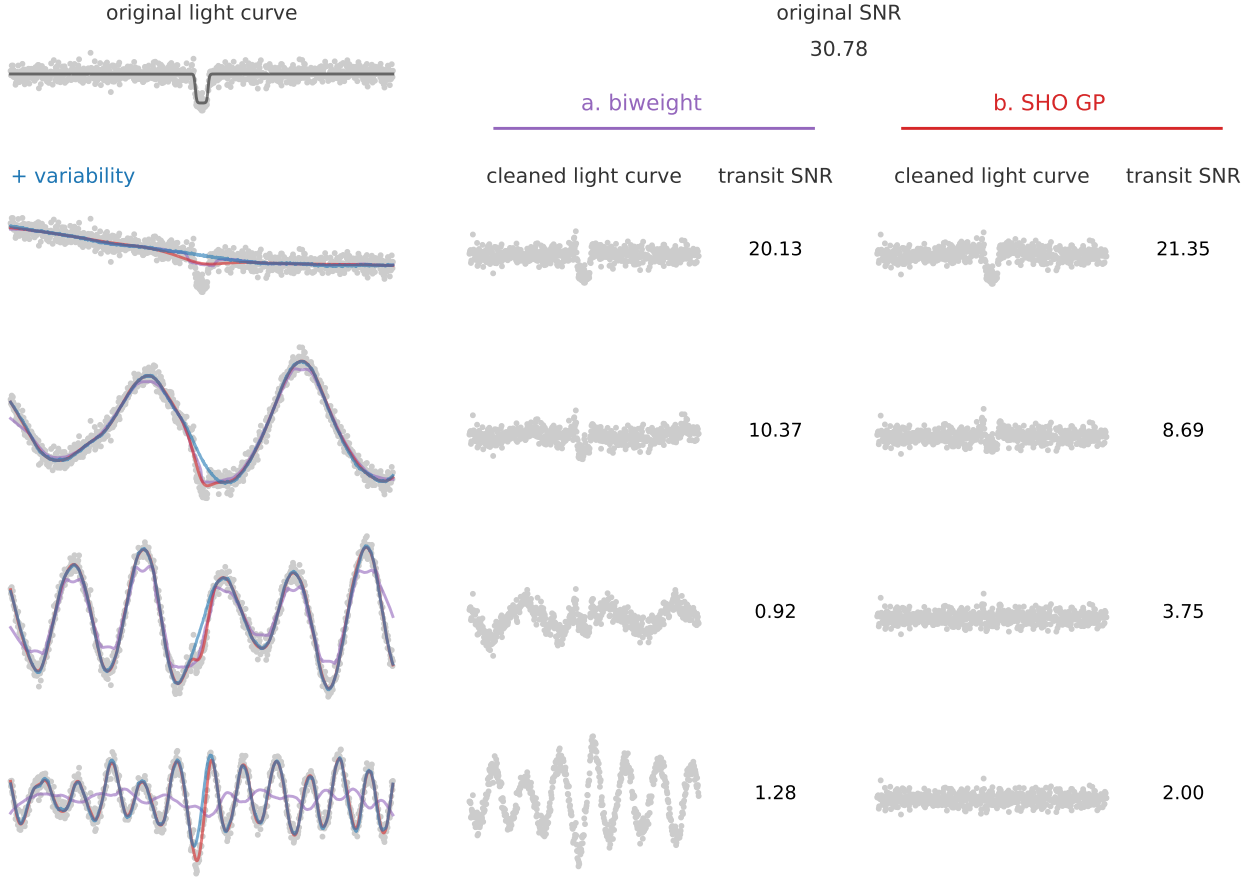 original light curve
original SNR
30.78
a. biweight
b. SHO GP
+ variability
cleaned light curve
transit SNR
cleaned light curve
transit SNR
20.13
21.35
10.37
8.69
0.92
3.75
1.28
2.00